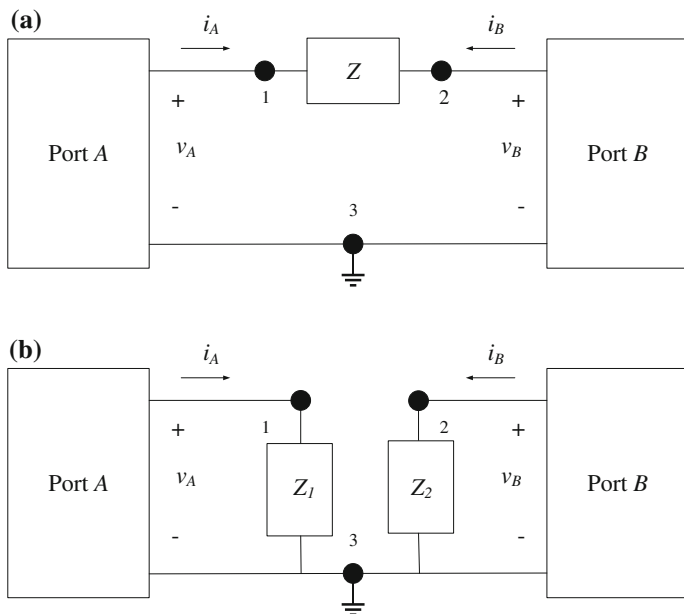 (a)
i_A
i_B
1
Z
2
+
+
Port A
v_A
v_B
Port B
-
3
-
(b)
i_A
i_B
1
2
+
+
Port A
v_A
Z_1
Z_2
v_B
Port B
-
3
-